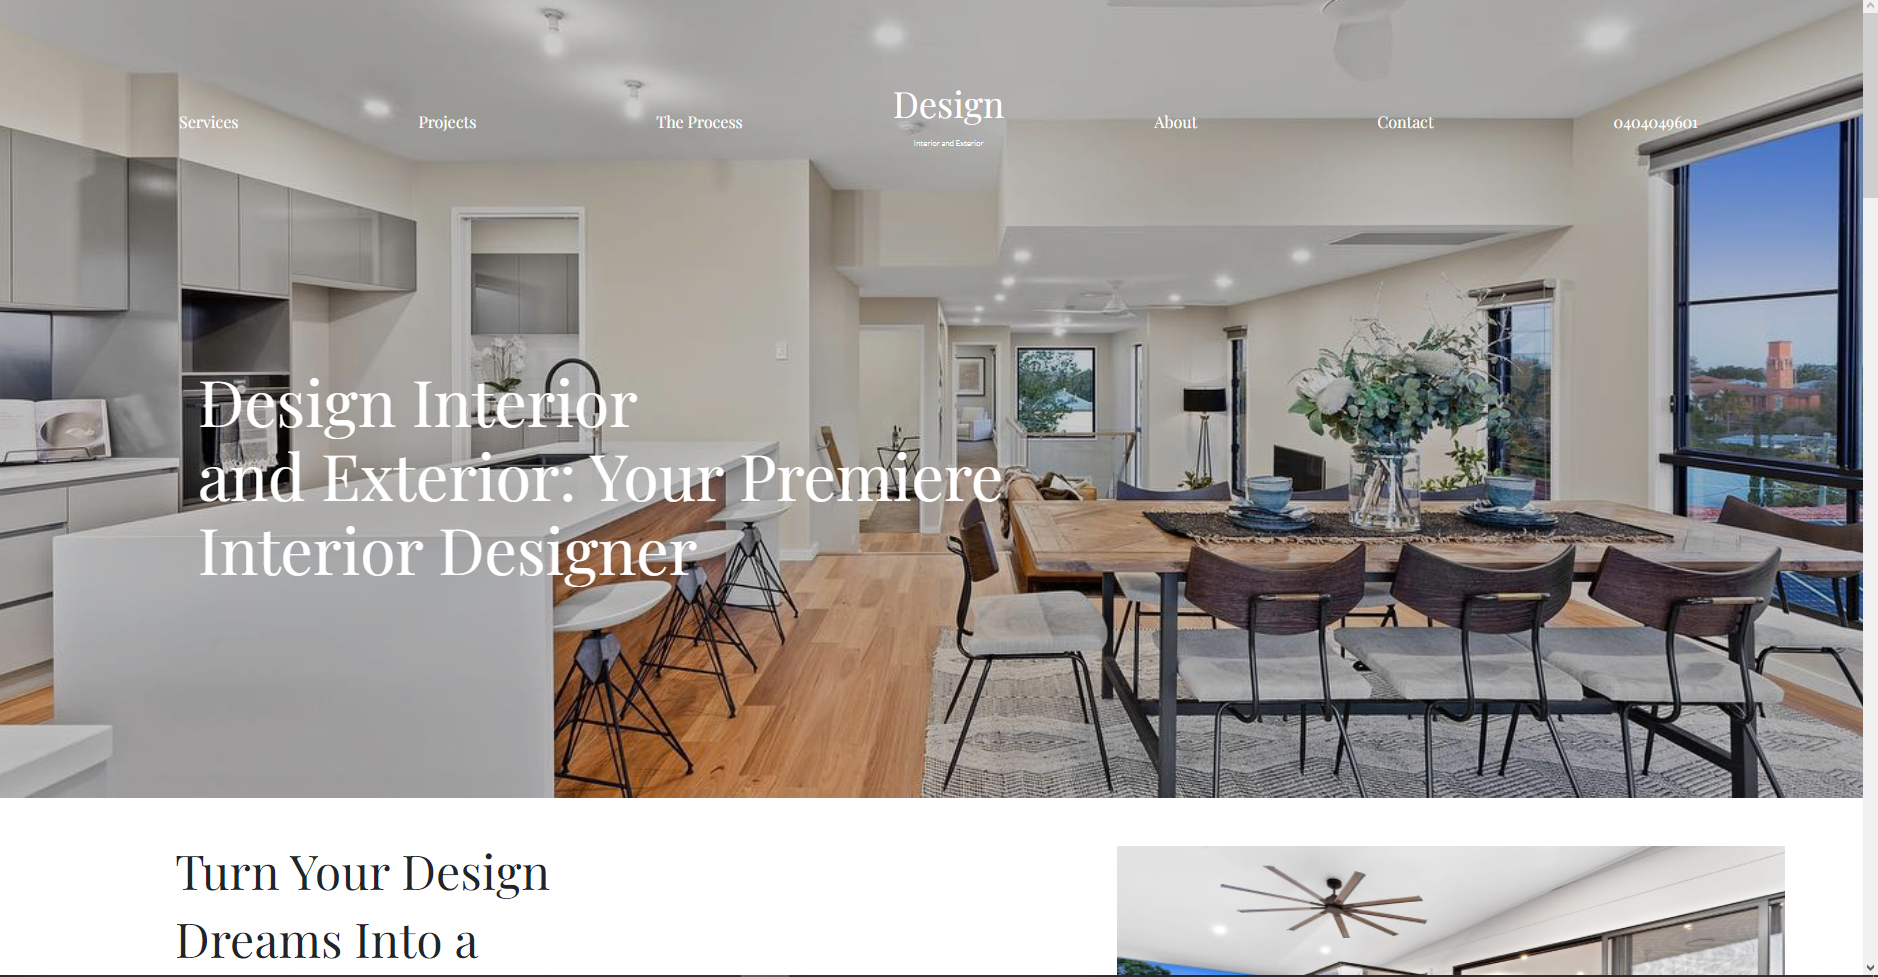 Services
Projects
The Process
Design
Interior and Exterior
About
Contact
0404049601
Design Interior
and Exterior: Your Premiere
Interior Designer
Turn Your Design
Dreams Into a